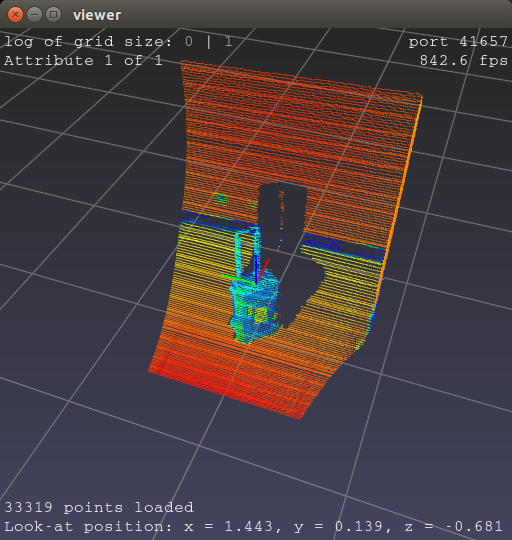 viewer
log of grid size: 0 | 1
port 41657
Attribute 1 of 1
842.6 fps
33319 points loaded
Look-at position: x = 1.443, y = 0.139, z = -0.681